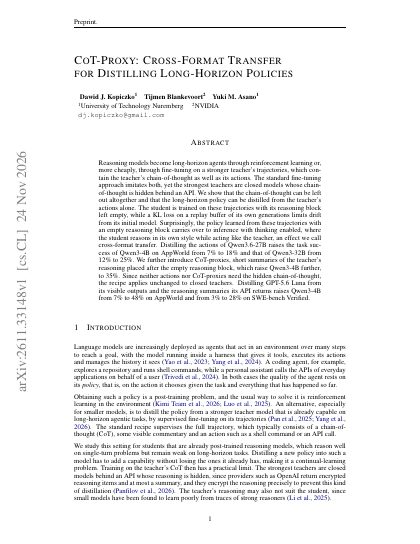 Preprint.
COT-PROXY: CROSS-FORMAT TRANSFER
FOR DISTILLING LONG-HORIZON POLICIES
Dawid J. Kopiczko¹ Tijmen Blankevoort² Yuki M. Asano¹
¹University of Technology Nuremberg ²NVIDIA
dj.kopiczko@gmail.com
ABSTRACT
Reasoning models become long-horizon agents through reinforcement learning or,
more cheaply, through fine-tuning on a stronger teacher's trajectories, which con-
tain the teacher's chain-of-thought as well as its actions. The standard fine-tuning
approach imitates both, yet the strongest teachers are closed models whose chain-
of-thought is hidden behind an API. We show that the chain-of-thought can be left
out altogether and that the long-horizon policy can be distilled from the teacher's
actions alone. The student is trained on these trajectories with its reasoning block
left empty, while a KL loss on a replay buffer of its own generations limits drift
from its initial model. Surprisingly, the policy learned from these trajectories with
an empty reasoning block carries over to inference with thinking enabled, where
the student reasons in its own style while acting like the teacher, an effect we call
cross-format transfer. Distilling the actions of Qwen3.6-27B raises the task suc-
cess of Qwen3-4B on AppWorld from 7% to 18% and that of Qwen3-32B from
12% to 25%. We further introduce CoT-proxies, short summaries of the teacher's
reasoning placed after the empty reasoning block, which raise Qwen3-4B further,
to 35%. Since neither actions nor CoT-proxies need the hidden chain-of-thought,
the recipe applies unchanged to closed teachers. Distilling GPT-5.6 Luna from
its visible outputs and the reasoning summaries its API returns raises Qwen3-4B
from 7% to 48% on AppWorld and from 3% to 28% on SWE-bench Verified.
1 INTRODUCTION
Language models are increasingly deployed as agents that act in an environment over many steps
to reach a goal, with the model running inside a harness that gives it tools, executes its actions
and manages the history it sees (Yao et al., 2023; Yang et al., 2024). A coding agent, for example,
explores a repository and runs shell commands, while a personal assistant calls the APIs of everyday
applications on behalf of a user (Trivedi et al., 2024). In both cases the quality of the agent rests on
its policy, that is, on the action it chooses given the task and everything that has happened so far.
Obtaining such a policy is a post-training problem, and the usual way to solve it is reinforcement
learning in the environment (Kimi Team et al., 2026; Luo et al., 2025). An alternative, especially
for smaller models, is to distill the policy from a stronger teacher model that is already capable on
long-horizon agentic tasks, by supervised fine-tuning on its trajectories (Pan et al., 2025; Yang et al.,
2026). The standard recipe supervises the full trajectory, which typically consists of a chain-of-
thought (CoT), some visible commentary and an action such as a shell command or an API call.
We study this setting for students that are already post-trained reasoning models, which reason well
on single-turn problems but remain weak on long-horizon tasks. Distilling a new policy into such a
model has to add a capability without losing the ones it already has, making it a continual-learning
problem. Training on the teacher's CoT then has a practical limit. The strongest teachers are closed
models behind an API whose reasoning is hidden, since providers such as OpenAI return encrypted
reasoning items and at most a summary, and they encrypt the reasoning precisely to prevent this kind
of distillation (Panfilov et al., 2026). The teacher's reasoning may also not suit the student, since
small models have been found to learn poorly from traces of strong reasoners (Li et al., 2025).
1
arXiv:2611.33148v1 [cs.CL] 24 Nov 2026